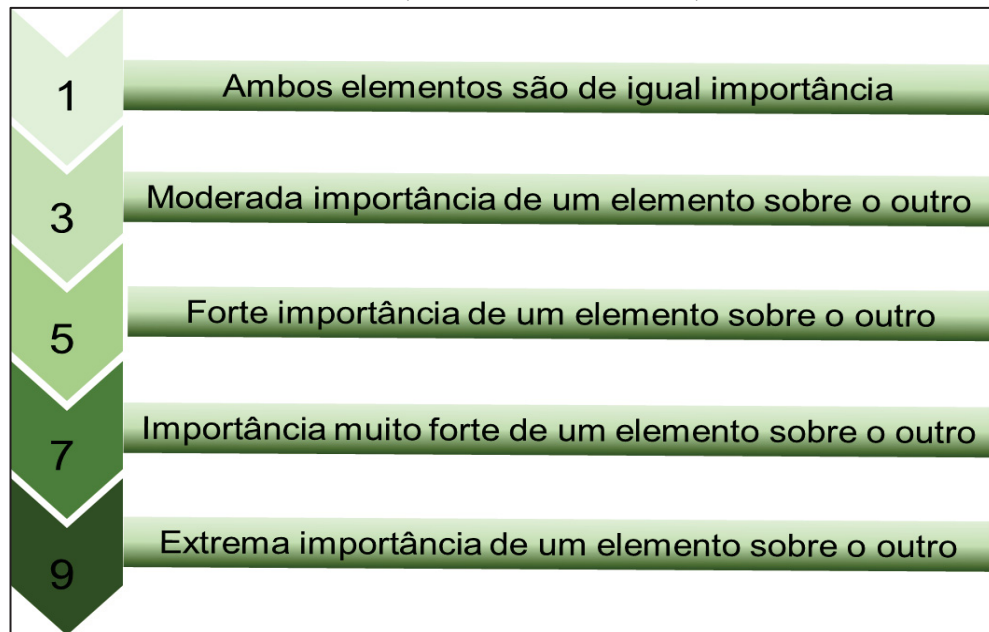 1 Ambos elementos são de igual importância
3 Moderada importância de um elemento sobre o outro
5 Forte importância de um elemento sobre o outro
7 Importância muito forte de um elemento sobre o outro
9 Extrema importância de um elemento sobre o outro